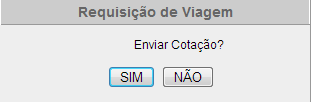 Requisição de Viagem
Enviar Cotação?
SIM NÃO